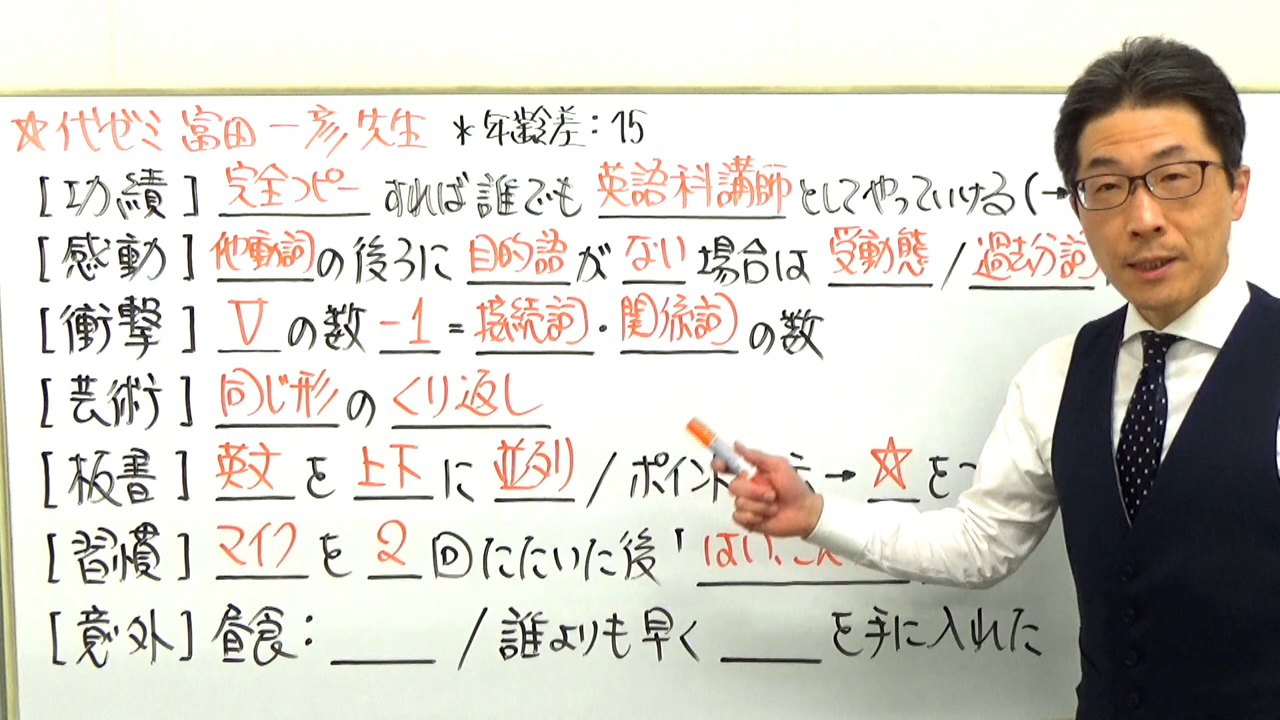 ☆代ゼミ 富田一彦先生 *年齢差：15
[功績] 完全コピー すれば誰でも 英語科講師 としてやっていける(→
[感動] 他動詞の後ろに 目的語 が ない 場合は 受動態 / 過去分詞
[衝撃] V の数 -1 = 接続詞・関係詞 の数
[芸術] 同じ形 の くり返し
[板書] 英文 を 上下 に 並列 / ポイント → ☆ を
[習慣] マイク を 2 回たたいた後「はい、こん
[意外] 昼食： / 誰よりも早く を手に入れた